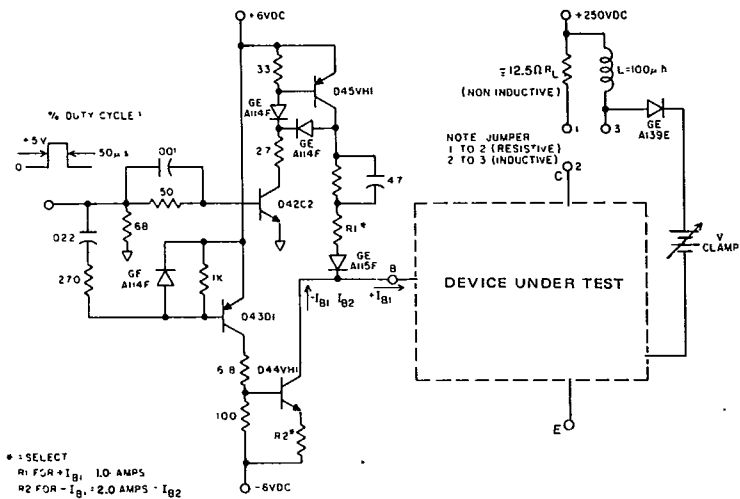 +6VDC
+250VDC
33
D45VH1
≅12.5Ω RL
L=100μh
(NON INDUCTIVE)
% DUTY CYCLE
GE
A114F
+5V
50μs
0
GE
A114F
GE
A139E
NOTE JUMPER
1 TO 2 (RESISTIVE)
2 TO 3 (INDUCTIVE)
1
3
2
C
.001
27
47
50
D42C2
R1*
V
CLAMP
022
68
GE
A114F
GE
A115F
270
1K
B
-IB1
IB2
+IB1
DEVICE UNDER TEST
D43D1
6.8
D44VH1
100
R2*
E
* = SELECT
R1 FOR +IB1 1.0 AMPS
R2 FOR -IB1 = 2.0 AMPS - IB2
-6VDC